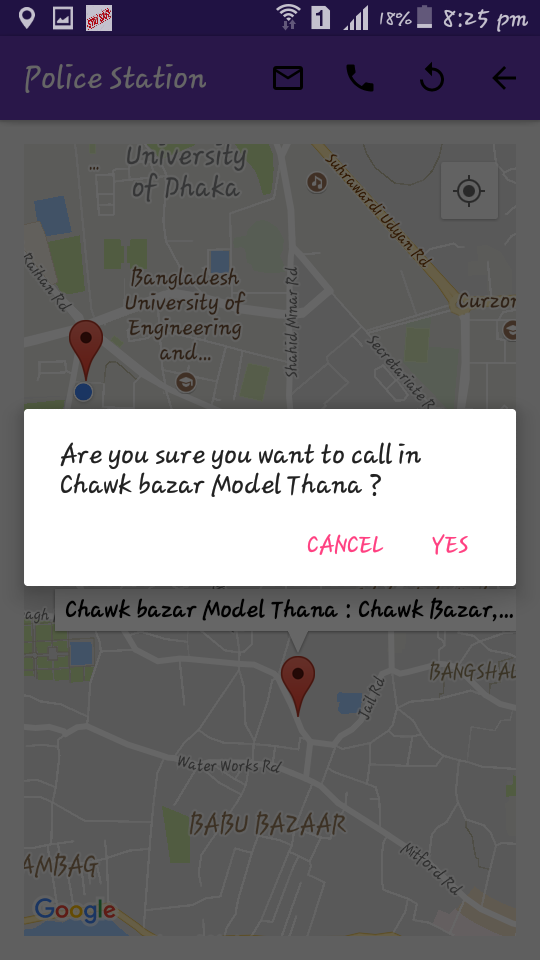 1 18% 8:25 pm
Police Station
University
of Dhaka
Suhrawardi Udyan Rd
Raihan Rd
Bangladesh
University of
Engineering
and...
Shahid Minar Rd
Curzon
Secretariate R
Are you sure you want to call in
Chawk bazar Model Thana ?
CANCEL YES
agh
Chawk bazar Model Thana : Chawk Bazar,...
BANGSHAL
Jail Rd
Water Works Rd
BABU BAZAAR
AMBAG
Mitford Rd
Google